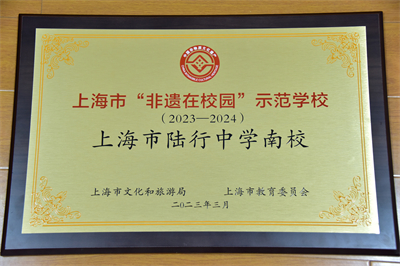 上海市“非遗在校园”示范学校
（2023—2024）
上海市陆行中学南校
上海市文化和旅游局 上海市教育委员会
二〇二三年三月